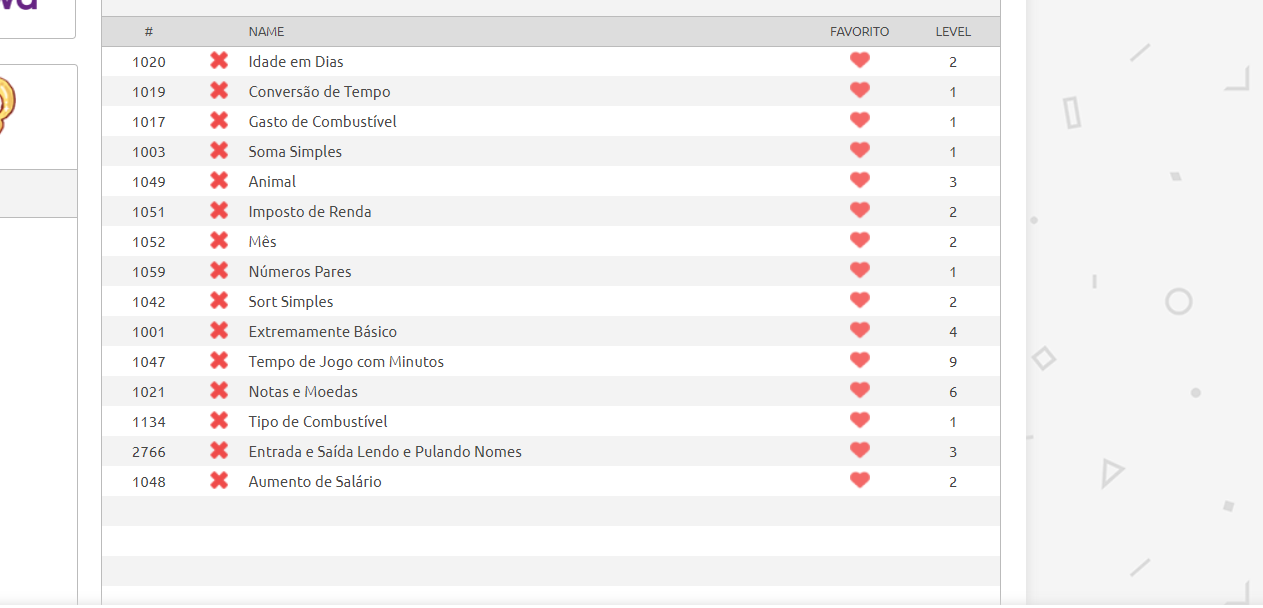 # NAME FAVORITO LEVEL
1020 Idade em Dias 2
1019 Conversão de Tempo 1
1017 Gasto de Combustível 1
1003 Soma Simples 1
1049 Animal 3
1051 Imposto de Renda 2
1052 Mês 2
1059 Números Pares 1
1042 Sort Simples 2
1001 Extremamente Básico 4
1047 Tempo de Jogo com Minutos 9
1021 Notas e Moedas 6
1134 Tipo de Combustível 1
2766 Entrada e Saída Lendo e Pulando Nomes 3
1048 Aumento de Salário 2